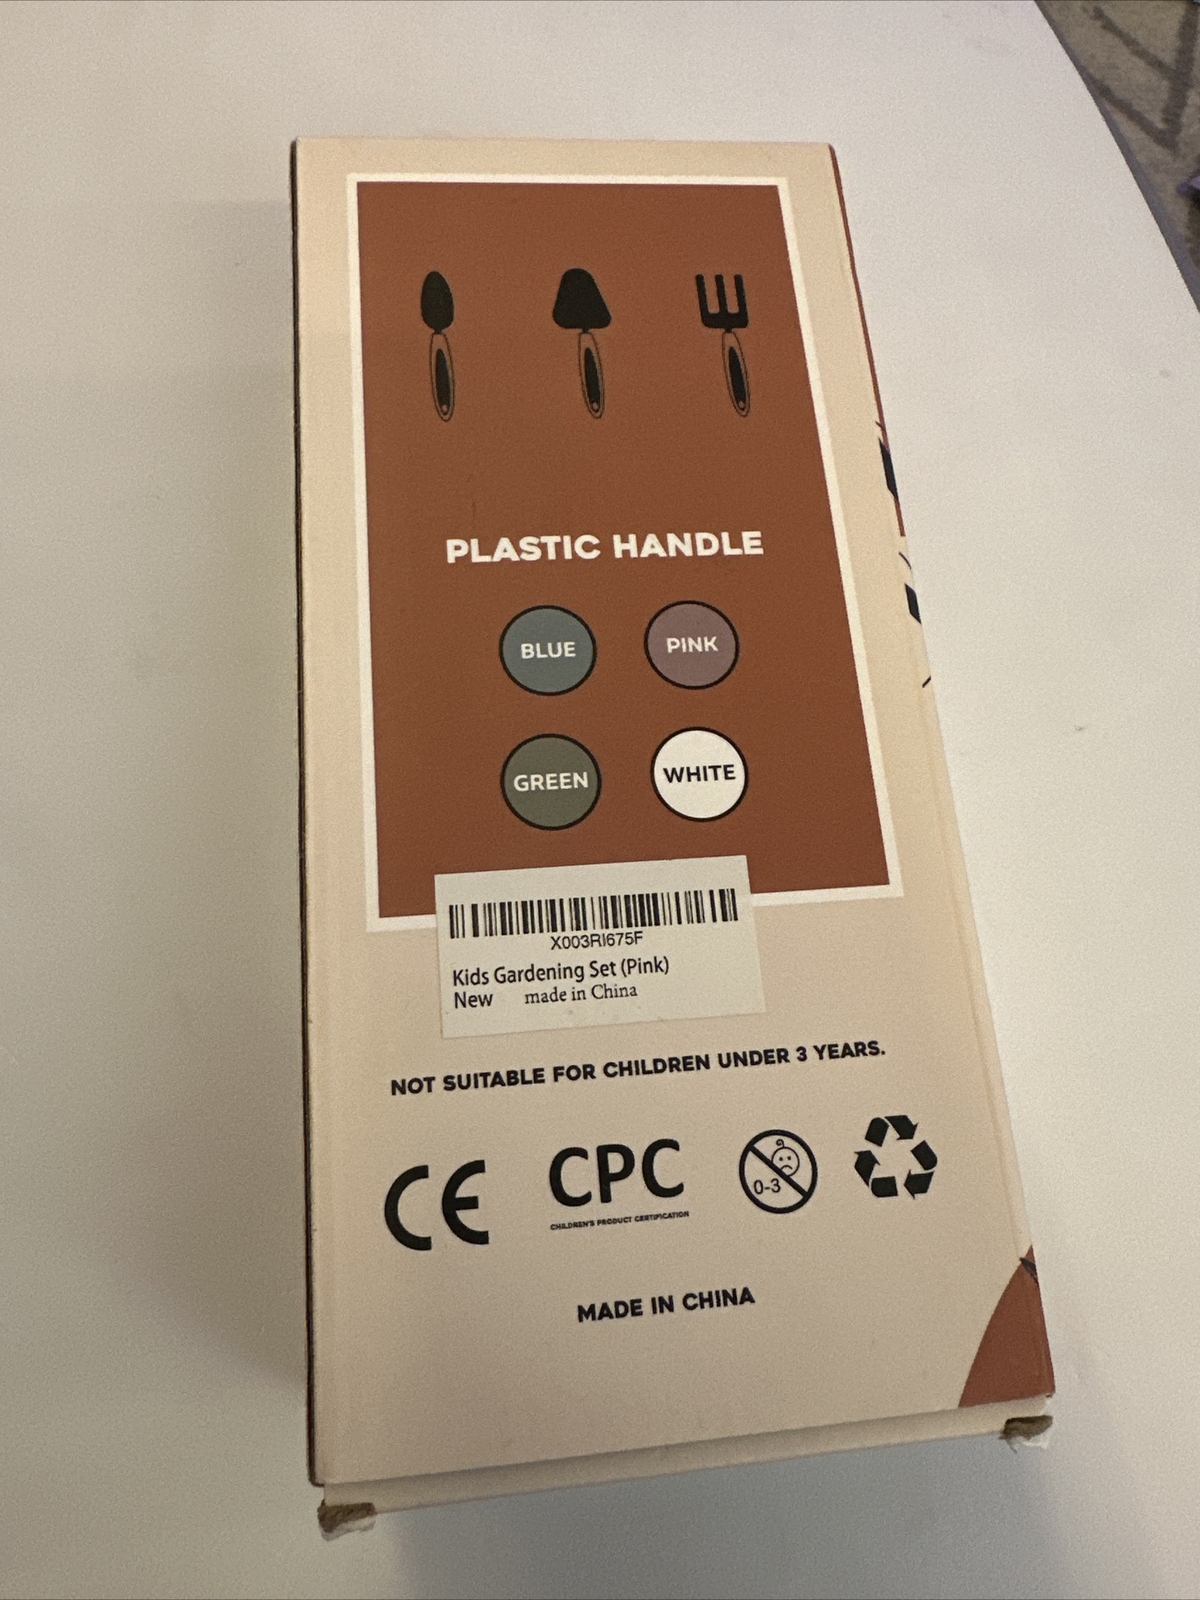 PLASTIC HANDLE
BLUE PINK
GREEN WHITE
X003RI675F
Kids Gardening Set (Pink)
New made in China
NOT SUITABLE FOR CHILDREN UNDER 3 YEARS.
CE CPC 0-3
CHILDREN'S PRODUCT CERTIFICATION
MADE IN CHINA